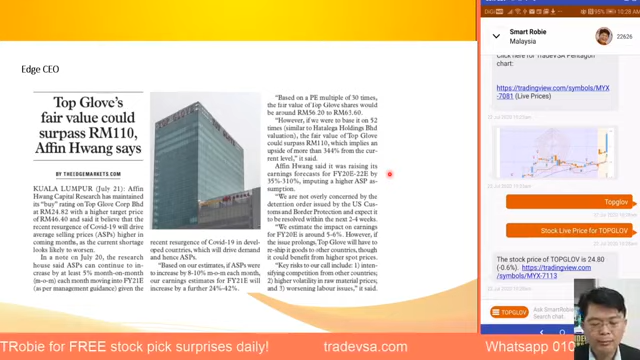 Edge CEO
Top Glove's
fair value could
surpass RM110,
Affin Hwang says
BY THEEDGEMARKETS.COM
KUALA LUMPUR (July 21): Affin
Hwang Capital Research has maintained
its "buy" rating on Top Glove Corp Bhd
at RM24.82 with a higher target price
of RM46.40 and said it believe that the
recent resurgence of Covid-19 will drive
average selling prices (ASPs) higher in
coming months, as the current shortage
looks likely to worsen.
In a note on July 20, the research
house said ASPs can continue to in-
crease by at least 5% month-on-month
(m-o-m) each month moving into FY21E
(as per management guidance) given the
recent resurgence of Covid-19 in devel-
oped countries, which will drive demand
and hence ASPs.
"Based on our estimates, if ASPs were
to increase by 8-10% m-o-m each month,
our earnings estimates for FY21E will
increase by a further 24%-42%.
"Based on a PE multiple of 30 times,
the fair value of Top Glove shares would
be around RM56.20 to RM63.60.
"However, if we were to base it on 52
times (similar to Hatalega Holdings Bhd
valuation), the fair value of Top Glove
could surpass RM110, which implies an
upside of more than 344% from the cur-
rent level," it said.
Affin Hwang said it was raising its
earnings forecasts for FY20E-22E by
35%-310%, imputing a higher ASP as-
sumption.
"We are not overly concerned by the
detention order issued by the US Cus-
toms and Border Protection and expect it
to be resolved within the next 2-4 weeks.
"We estimate the impact on earnings
for FY20E to be around 5-6%. However, if
the issue prolongs, Top Glove will have to
re-ship it goods to other countries, though
it could benefit from higher spot prices.
"Key risks to our call include: 1) inten-
sifying competition from other countries;
2) higher volatility in raw material prices;
and 3) worsening labour issues," it said.
10:28 AM
Smart Robie
Malaysia
22626
Click here for TradeVSA Pentagon
chart:
https://tradingview.com/symbols/MYX
-7081 (Live Prices)
Topglov
Stock Live Price for TOPGLOV
The stock price of TOPGLOV is 24.80
(-0.6%). https://tradingview.com
/symbols/MYX-7113
TOPGLOV
Ask SmartRobie
Search chat..
TRobie for FREE stock pick surprises daily!
tradevsa.com
Whatsapp 010